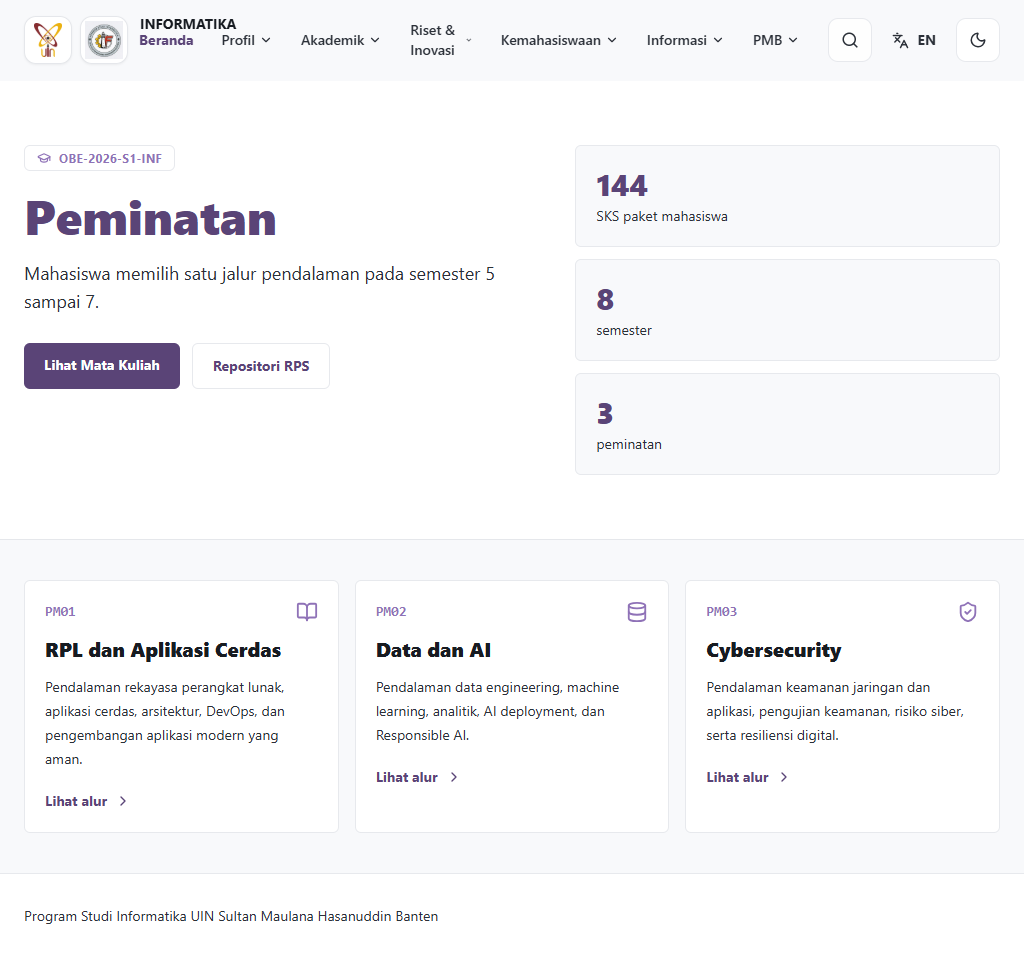 INFORMATIKA
Beranda
Profil
Akademik
Riset &
Inovasi
Kemahasiswaan
Informasi
PMB
EN
OBE-2026-S1-INF
Peminatan
Mahasiswa memilih satu jalur pendalaman pada semester 5
sampai 7.
Lihat Mata Kuliah
Repositori RPS
144
SKS paket mahasiswa
8
semester
3
peminatan
PM01
RPL dan Aplikasi Cerdas
Pendalaman rekayasa perangkat lunak,
aplikasi cerdas, arsitektur, DevOps, dan
pengembangan aplikasi modern yang
aman.
Lihat alur
PM02
Data dan AI
Pendalaman data engineering, machine
learning, analitik, AI deployment, dan
Responsible AI.
Lihat alur
PM03
Cybersecurity
Pendalaman keamanan jaringan dan
aplikasi, pengujian keamanan, risiko siber,
serta resiliensi digital.
Lihat alur
Program Studi Informatika UIN Sultan Maulana Hasanuddin Banten